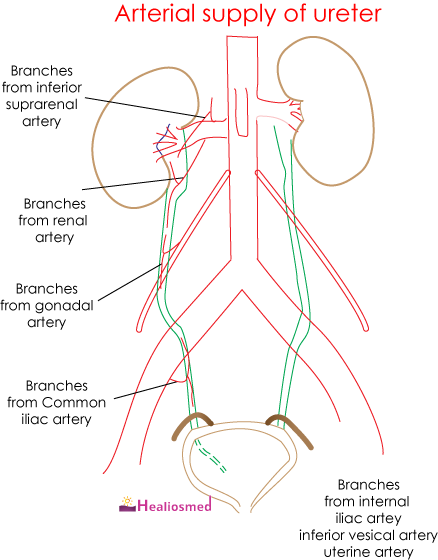 Arterial supply of ureter
Branches
from inferior
suprarenal
artery
Branches
from renal
artery
Branches
from gonadal
artery
Branches
from Common
iliac artery
Healiosmed
Branches
from internal
iliac artey
inferior vesical artery
uterine artery